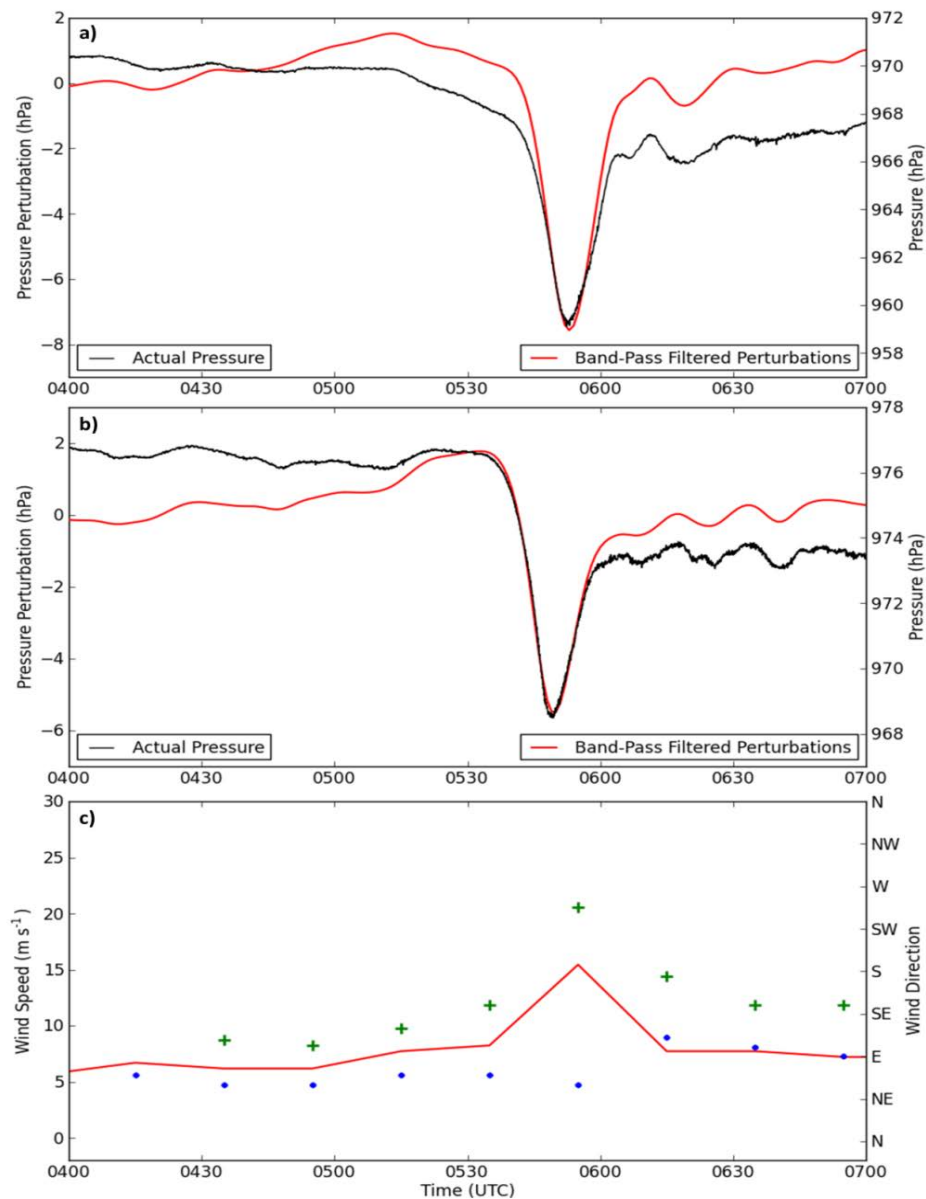 a)
2
0
−2
−4
−6
−8
Pressure Perturbation (hPa)
972
970
968
966
964
962
960
958
Pressure (hPa)
Actual Pressure
Band-Pass Filtered Perturbations
0400 0430 0500 0530 0600 0630 0700
b)
2
0
−2
−4
−6
Pressure Perturbation (hPa)
978
976
974
972
970
968
Pressure (hPa)
Actual Pressure
Band-Pass Filtered Perturbations
0400 0430 0500 0530 0600 0630 0700
c)
30
25
20
15
10
5
0
Wind Speed (m s⁻¹)
N
NW
W
SW
S
SE
E
NE
N
Wind Direction
0400 0430 0500 0530 0600 0630 0700
Time (UTC)